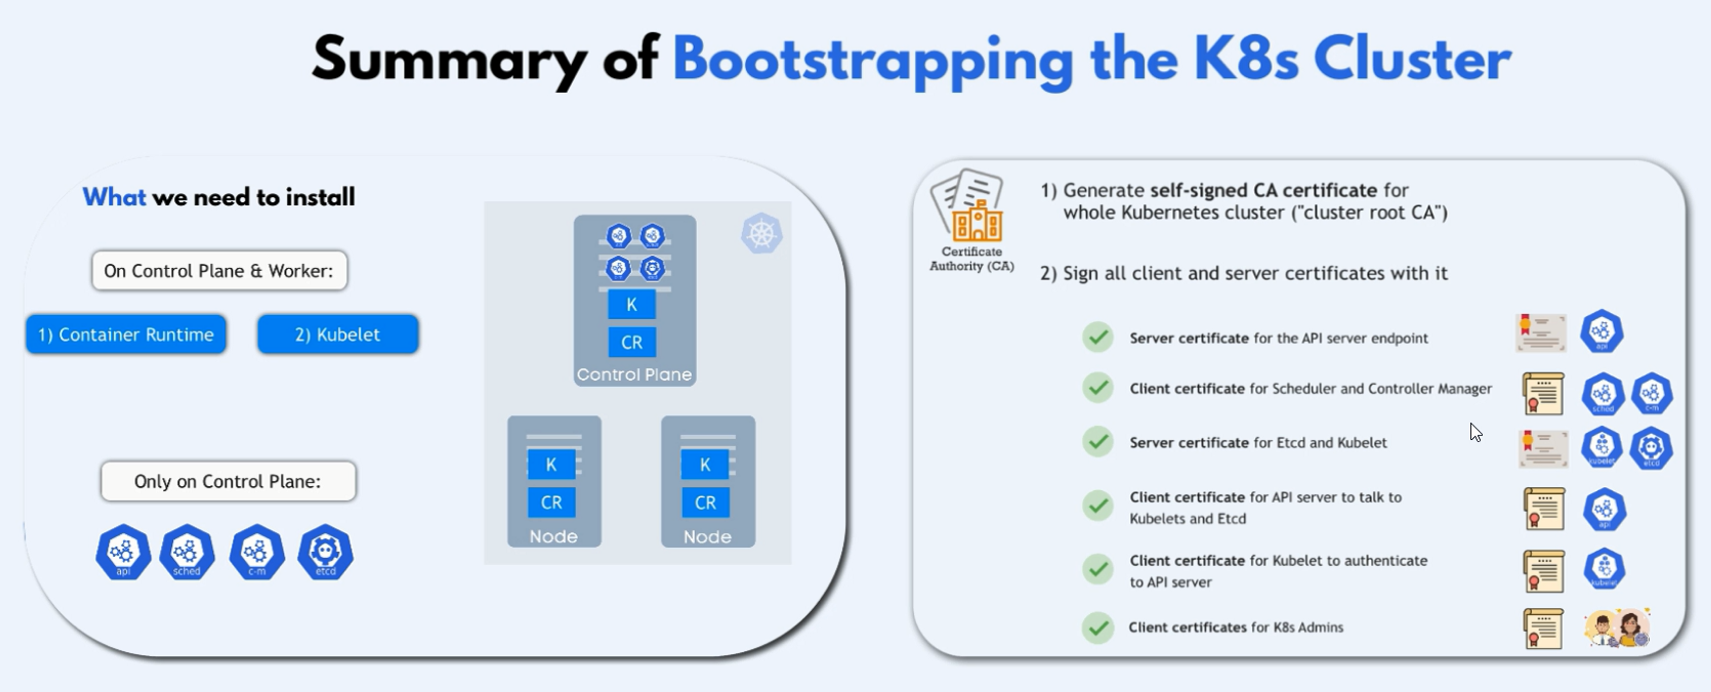 Summary of Bootstrapping the K8s Cluster
What we need to install
On Control Plane & Worker:
1) Container Runtime
2) Kubelet
Only on Control Plane:
api
sched
c-m
etcd
K
CR
Control Plane
K
CR
Node
K
CR
Node
Certificate
Authority (CA)
1) Generate self-signed CA certificate for
whole Kubernetes cluster ("cluster root CA")
2) Sign all client and server certificates with it
Server certificate for the API server endpoint
api
Client certificate for Scheduler and Controller Manager
sched
c-m
Server certificate for Etcd and Kubelet
kubelet
etcd
Client certificate for API server to talk to
Kubelets and Etcd
api
Client certificate for Kubelet to authenticate
to API server
kubelet
Client certificates for K8s Admins